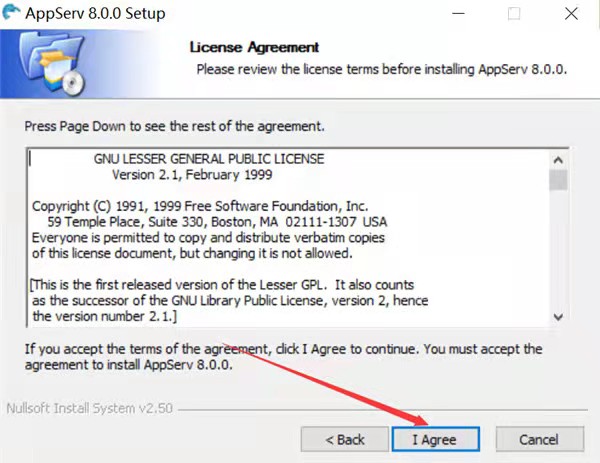 AppServ 8.0.0 Setup
License Agreement
Please review the license terms before installing AppServ 8.0.0.
Press Page Down to see the rest of the agreement.
GNU LESSER GENERAL PUBLIC LICENSE
Version 2.1, February 1999
Copyright (C) 1991, 1999 Free Software Foundation, Inc.
59 Temple Place, Suite 330, Boston, MA  02111-1307  USA
Everyone is permitted to copy and distribute verbatim copies
of this license document, but changing it is not allowed.
[This is the first released version of the Lesser GPL.  It also counts
as the successor of the GNU Library Public License, version 2, hence
the version number 2.1.]
If you accept the terms of the agreement, click I Agree to continue. You must accept the
agreement to install AppServ 8.0.0.
Nullsoft Install System v2.50
< Back
I Agree
Cancel